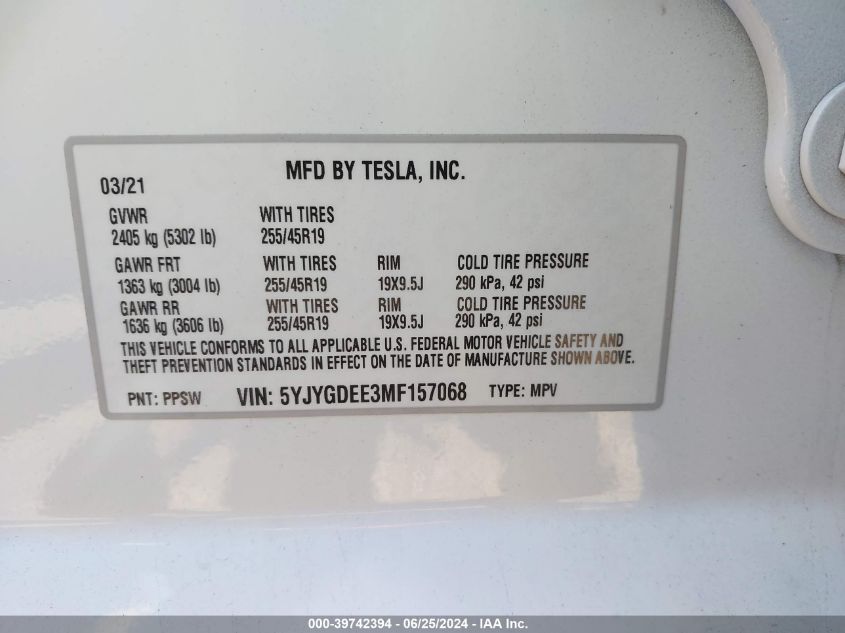 MFD BY TESLA, INC.
03/21
GVWR WITH TIRES
2405 kg (5302 lb) 255/45R19
GAWR FRT WITH TIRES RIM COLD TIRE PRESSURE
1363 kg (3004 lb) 255/45R19 19X9.5J 290 kPa, 42 psi
GAWR RR WITH TIRES RIM COLD TIRE PRESSURE
1636 kg (3606 lb) 255/45R19 19X9.5J 290 kPa, 42 psi
THIS VEHICLE CONFORMS TO ALL APPLICABLE U.S. FEDERAL MOTOR VEHICLE SAFETY AND
THEFT PREVENTION STANDARDS IN EFFECT ON THE DATE OF MANUFACTURE SHOWN ABOVE.
PNT: PPSW VIN: 5YJYGDEE3MF157068 TYPE: MPV
000-39742394 - 06/25/2024 - IAA Inc.